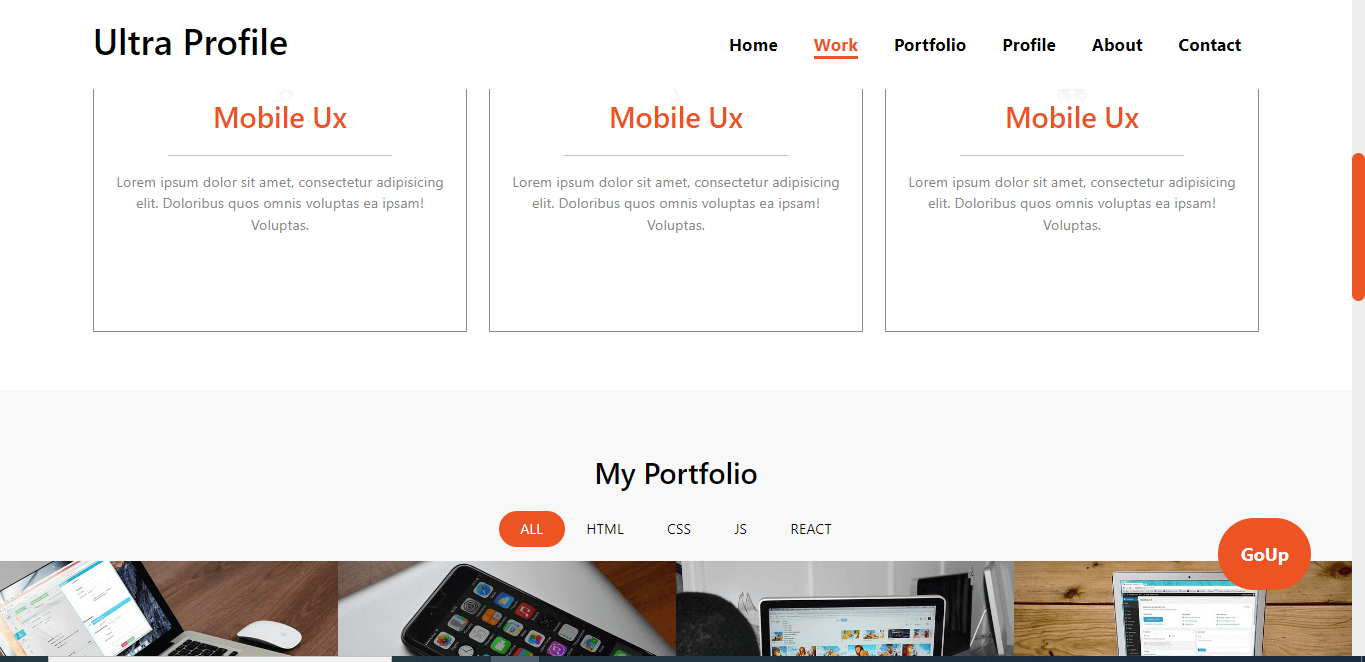 Ultra Profile
Home Work Portfolio Profile About Contact
Mobile Ux
Lorem ipsum dolor sit amet, consectetur adipisicing
elit. Doloribus quos omnis voluptas ea ipsam!
Voluptas.
Mobile Ux
Lorem ipsum dolor sit amet, consectetur adipisicing
elit. Doloribus quos omnis voluptas ea ipsam!
Voluptas.
Mobile Ux
Lorem ipsum dolor sit amet, consectetur adipisicing
elit. Doloribus quos omnis voluptas ea ipsam!
Voluptas.
My Portfolio
ALL HTML CSS JS REACT
GoUp